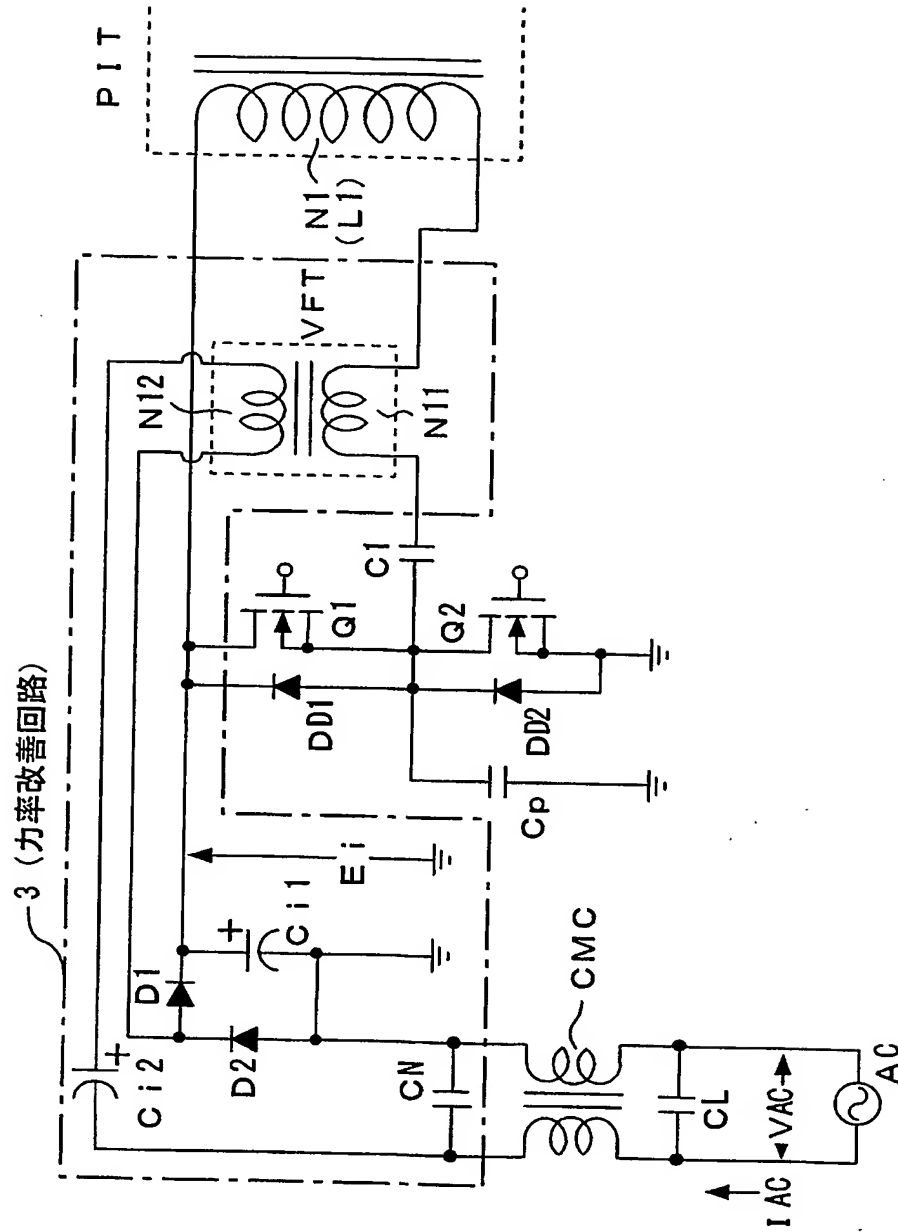 3 (力率改善回路)
PIT
Ci2
D1
D2
Ci1
Ei
CN
CMC
CL
VAC
IAC
AC
Cp
DD1
DD2
Q1
Q2
C1
N12
VFT
N11
N1
(L1)